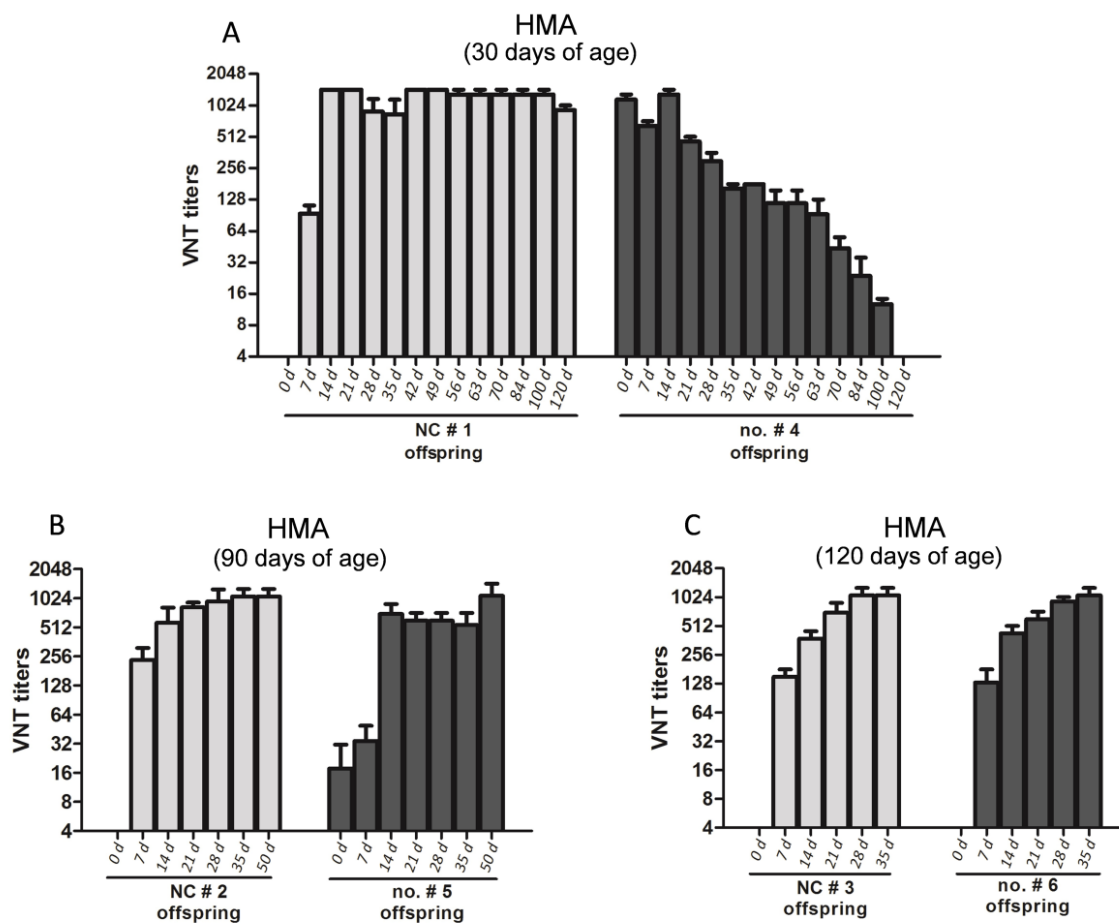 A
HMA
(30 days of age)
VNT titers
2048
1024
512
256
128
64
32
16
8
4
0 d 7 d 14 d 21 d 28 d 35 d 42 d 49 d 56 d 63 d 70 d 84 d 100 d 120 d
0 d 7 d 14 d 21 d 28 d 35 d 42 d 49 d 56 d 63 d 70 d 84 d 100 d 120 d
NC # 1
offspring
no. # 4
offspring
B
HMA
(90 days of age)
VNT titers
2048
1024
512
256
128
64
32
16
8
4
0 d 7 d 14 d 21 d 28 d 35 d 50 d
0 d 7 d 14 d 21 d 28 d 35 d 50 d
NC # 2
offspring
no. # 5
offspring
C
HMA
(120 days of age)
VNT titers
2048
1024
512
256
128
64
32
16
8
4
0 d 7 d 14 d 21 d 28 d 35 d
0 d 7 d 14 d 21 d 28 d 35 d
NC # 3
offspring
no. # 6
offspring